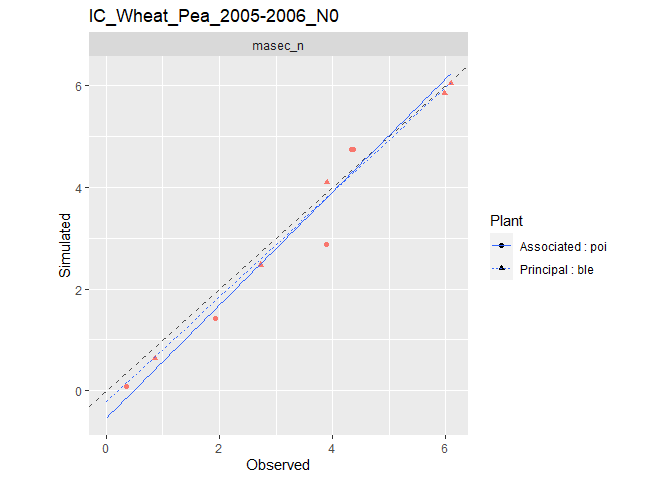 IC_Wheat_Pea_2005-2006_N0
masec_n
6
4
2
0
Simulated
0 2 4 6
Observed
Plant
Associated : poi
Principal : ble